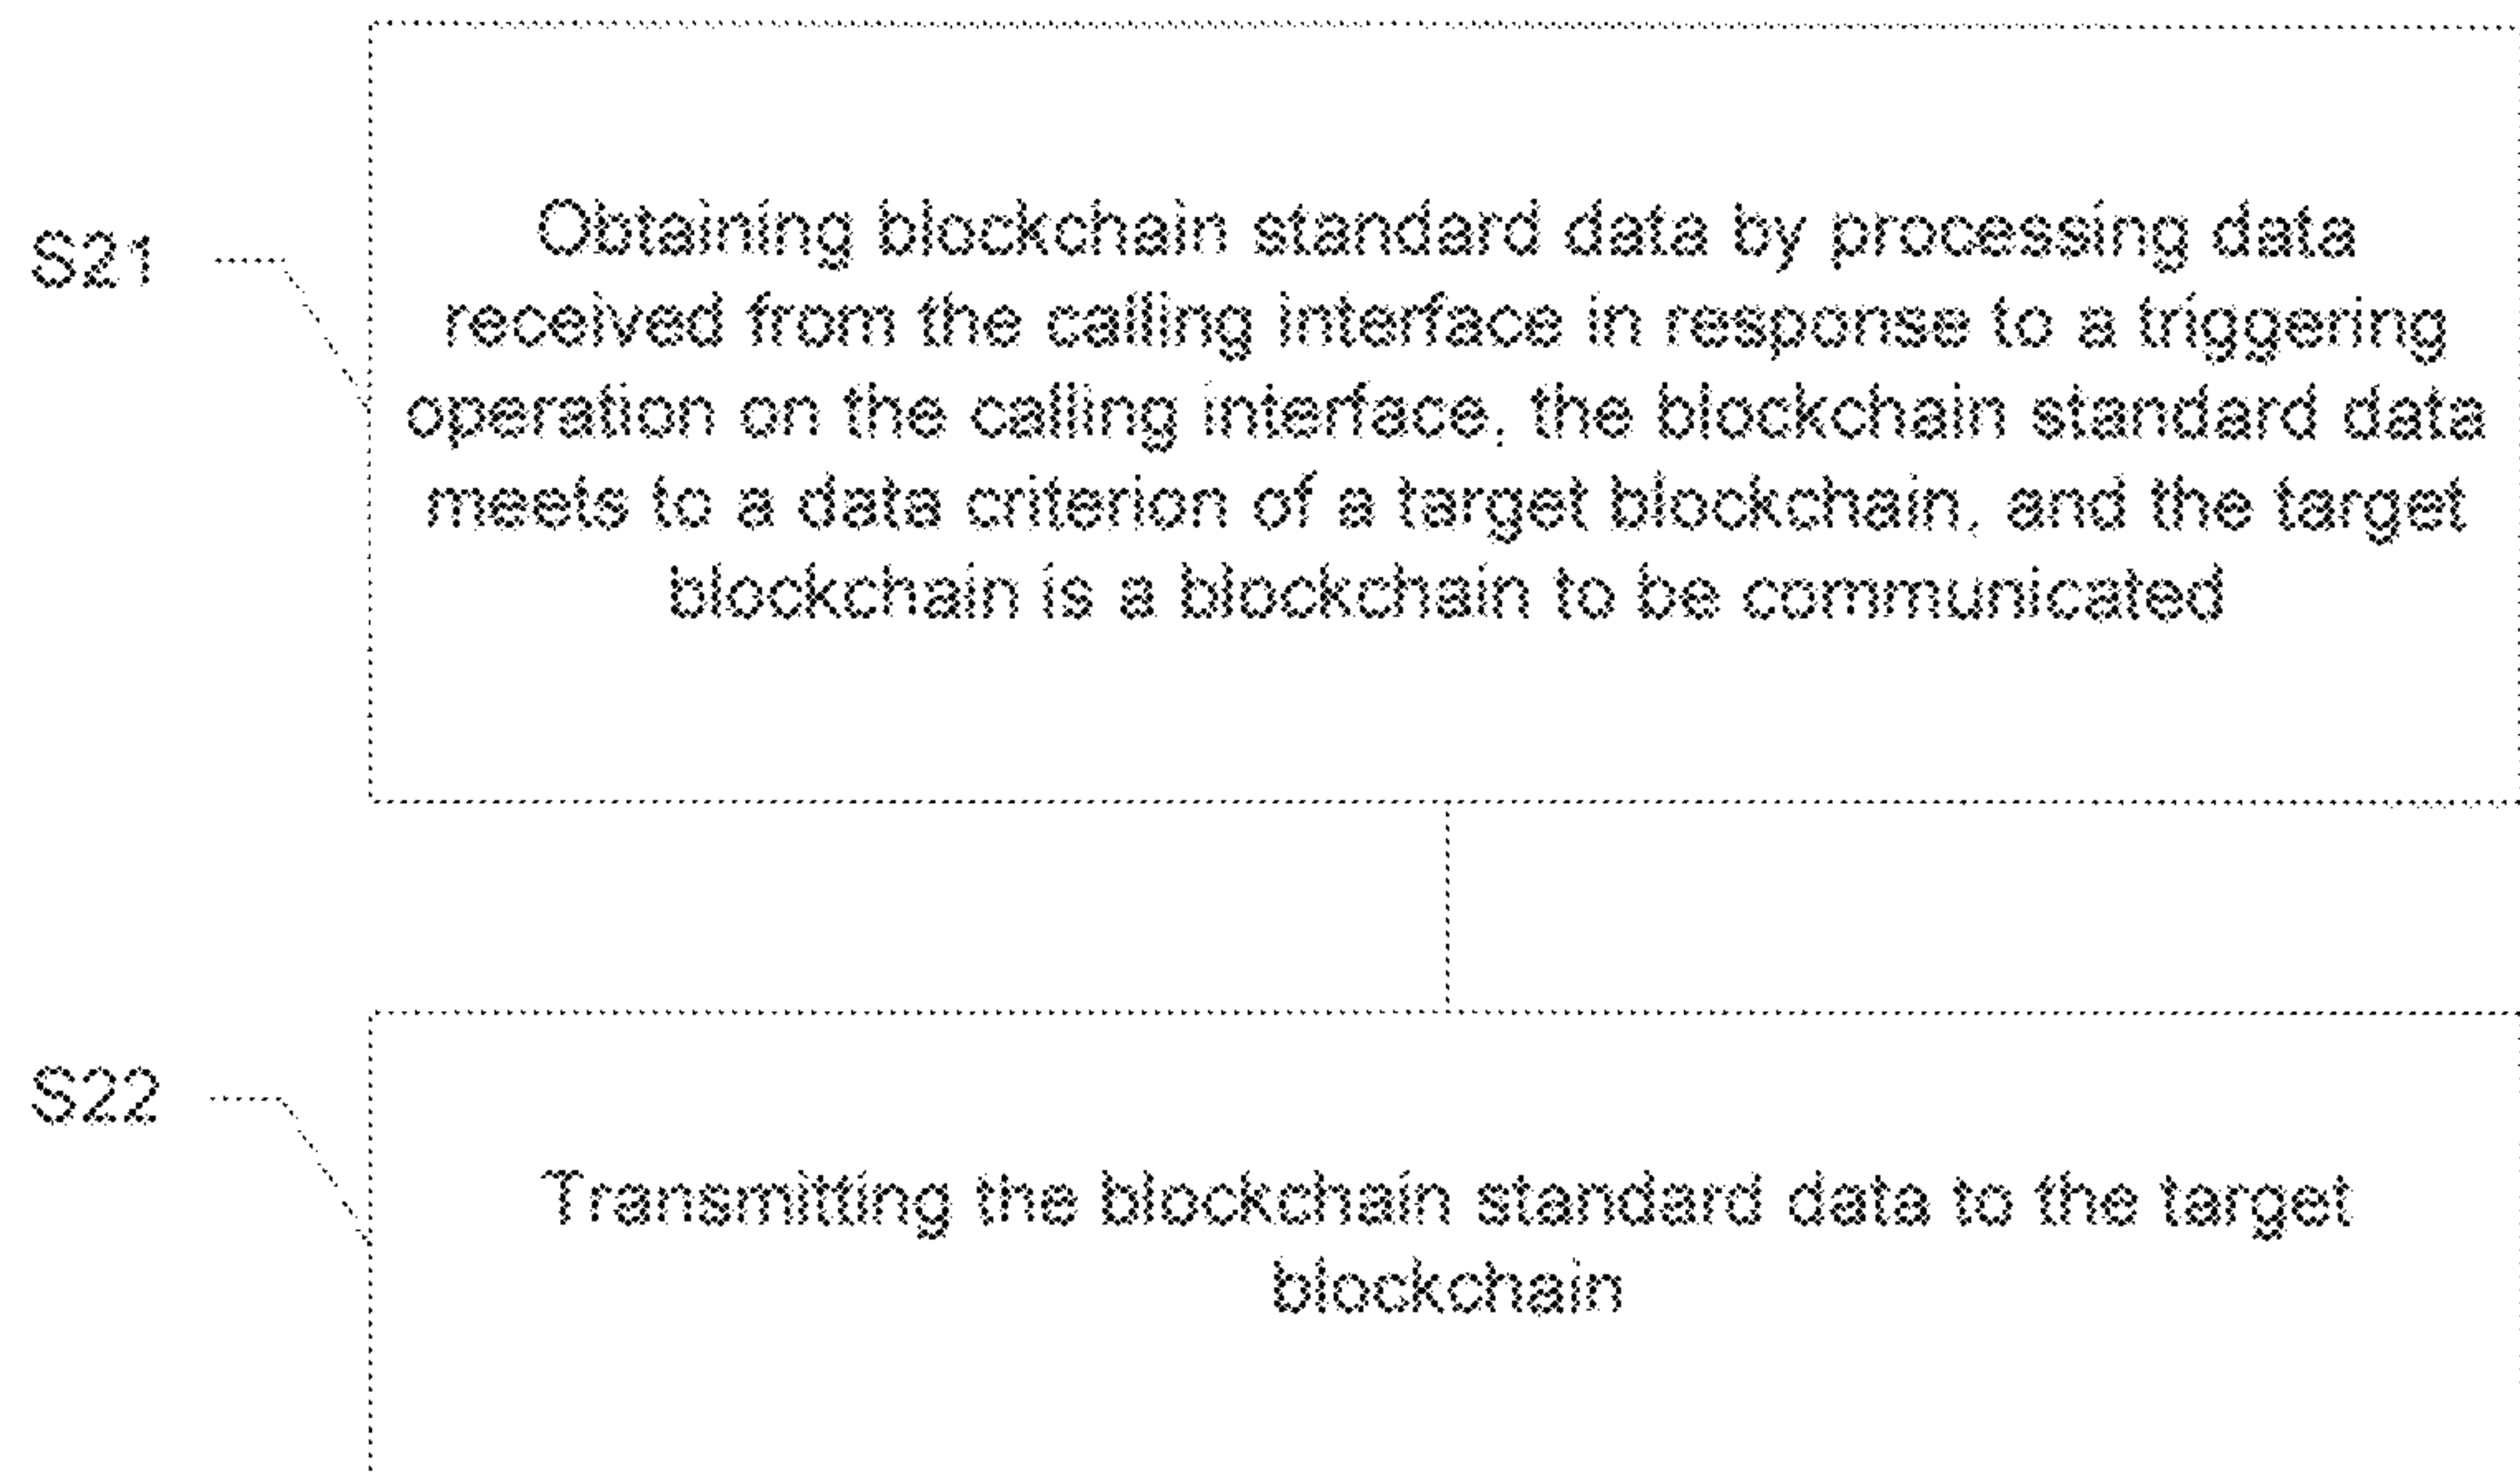 S21
Obtaining blockchain standard data by processing data
received from the calling interface in response to a triggering
operation on the calling interface, the blockchain standard data
meets to a data criterion of a target blockchain, and the target
blockchain is a blockchain to be communicated
S22
Transmitting the blockchain standard data to the target
blockchain